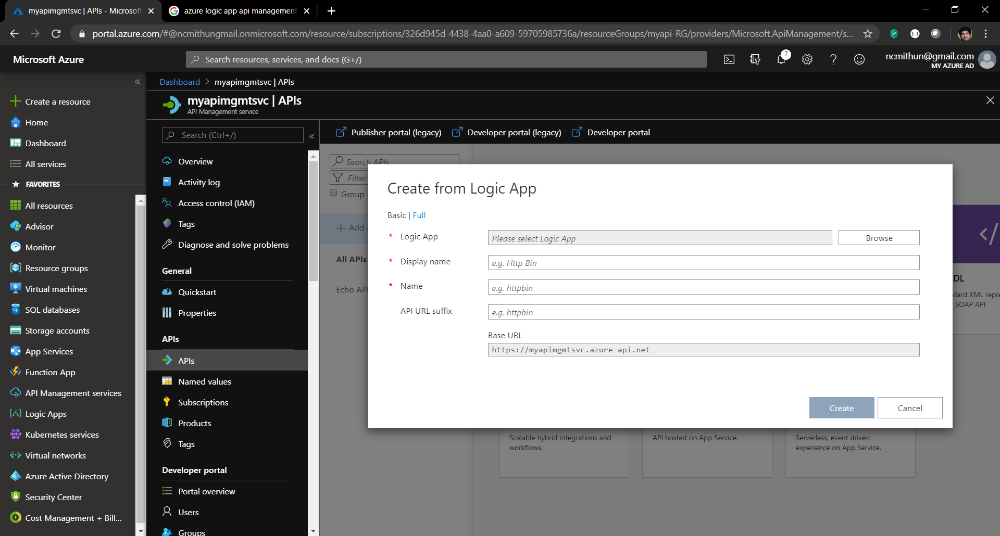 myapimgmtsvc | APIs - Microsoft
azure logic app api management
portal.azure.com/#@ncmithungmail.onmicrosoft.com/resource/subscriptions/326d945d-4438-4aa0-a609-59705985736a/resourceGroups/myapi-RG/providers/Microsoft.ApiManagement/s...
Microsoft Azure
Search resources, services, and docs (G+/)
7
ncmithun@gmail.com
MY AZURE AD
Create a resource
Home
Dashboard
All services
FAVORITES
All resources
Advisor
Monitor
Resource groups
Virtual machines
SQL
SQL databases
Storage accounts
App Services
Function App
API Management services
Logic Apps
Kubernetes services
Virtual networks
Azure Active Directory
Security Center
Cost Management + Bill...
Dashboard > myapimgmtsvc | APIs
myapimgmtsvc | APIs
API Management service
Search (Ctrl+/)
Overview
Activity log
Access control (IAM)
Tags
Diagnose and solve problems
General
Quickstart
Properties
APIs
APIs
Named values
Subscriptions
Products
Tags
Developer portal
Portal overview
Users
Groups
Publisher portal (legacy)
Developer portal (legacy)
Developer portal
Search APIs
Filter
Group
Add
All APIs
Echo API
Create from Logic App
Basic | Full
* Logic App
Please select Logic App
Browse
* Display name
e.g. Http Bin
* Name
e.g. httpbin
API URL suffix
e.g. httpbin
Base URL
https://myapimgmtsvc.azure-api.net
Create
Cancel
</
DL
dard XML repre
SOAP API
Scalable hybrid integrations and
workflows.
API hosted on App Service.
Serverless, event driven
experience on App Service.